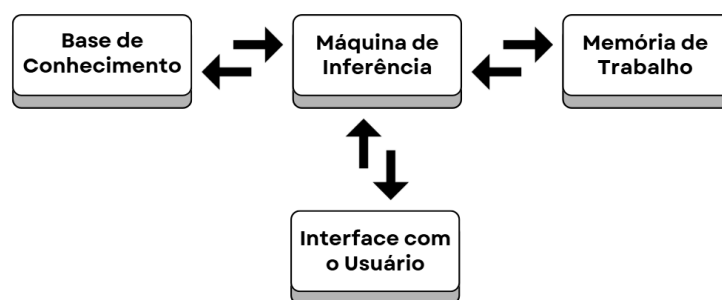 Base de
Conhecimento
Máquina de
Inferência
Memória de
Trabalho
Interface com
o Usuário